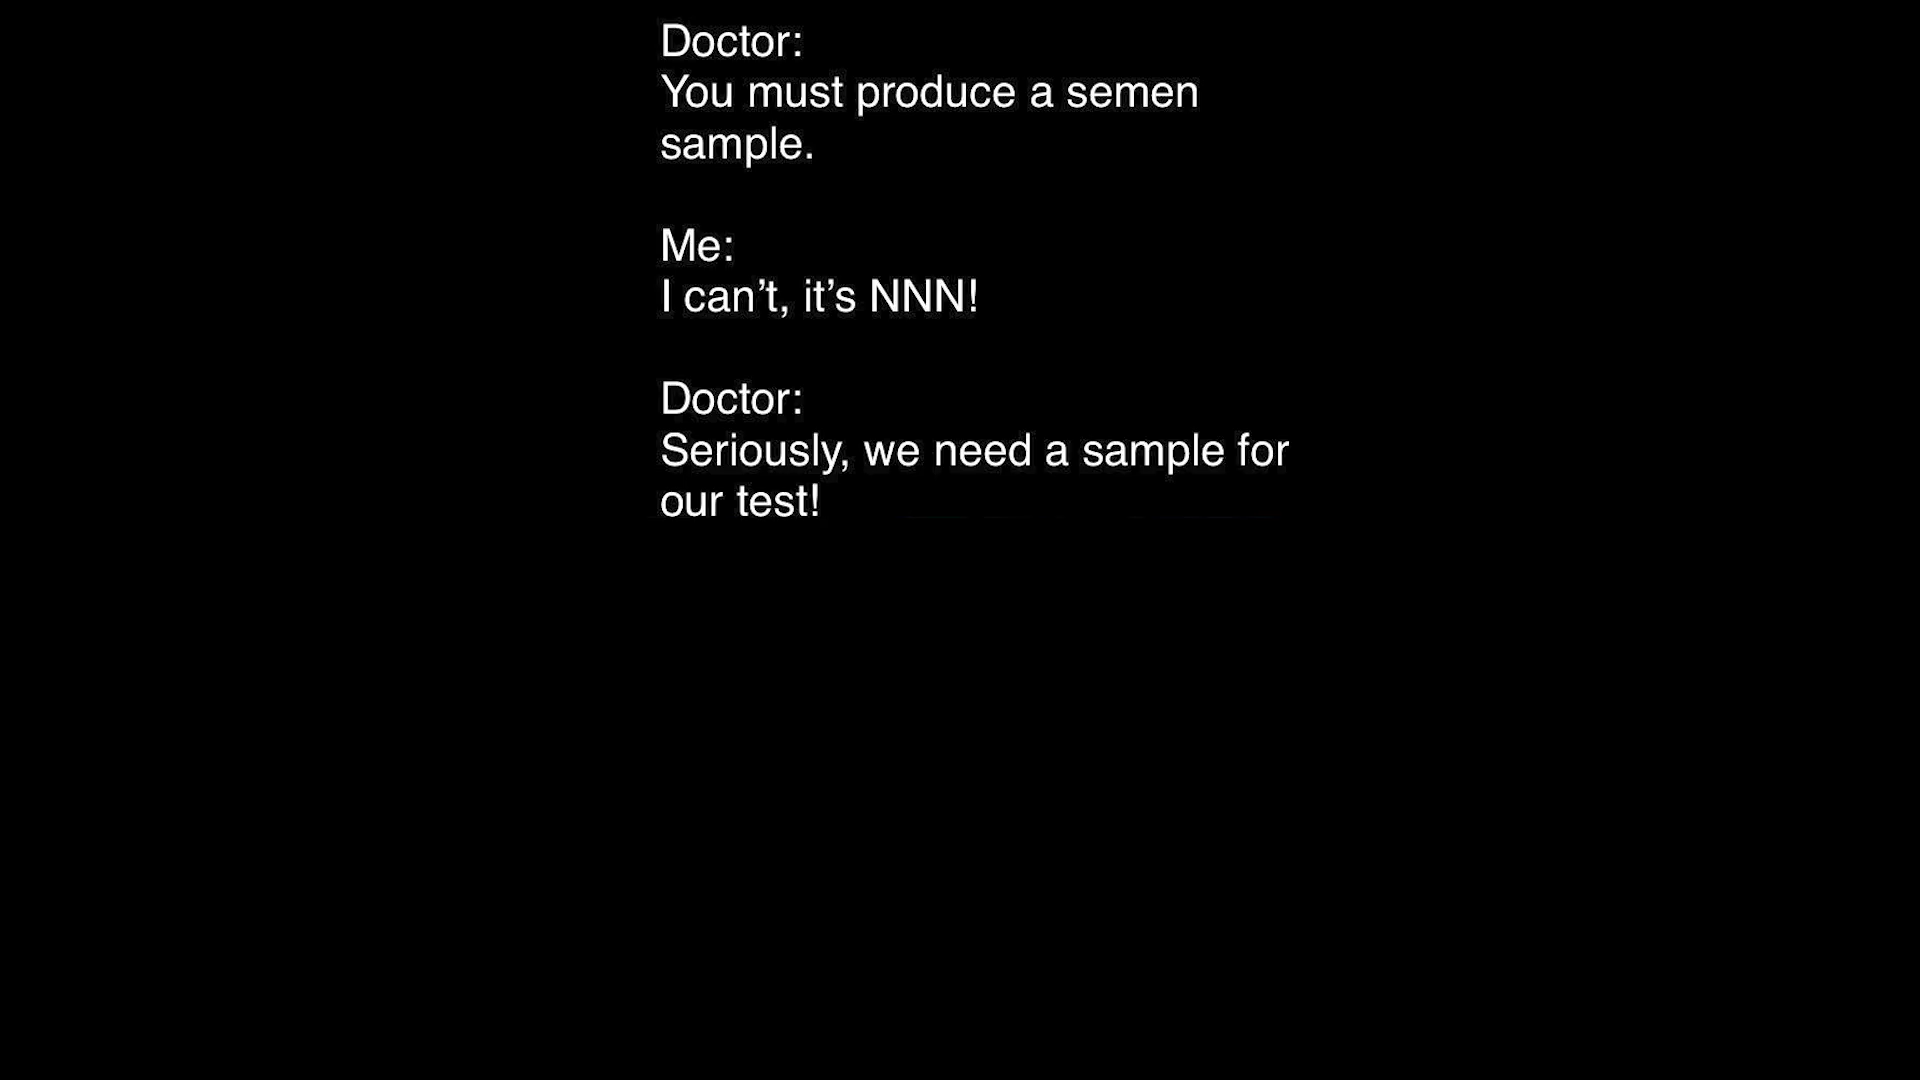 Doctor:
You must produce a semen
sample.
Me:
I can’t, it’s NNN!
Doctor:
Seriously, we need a sample for
our test!